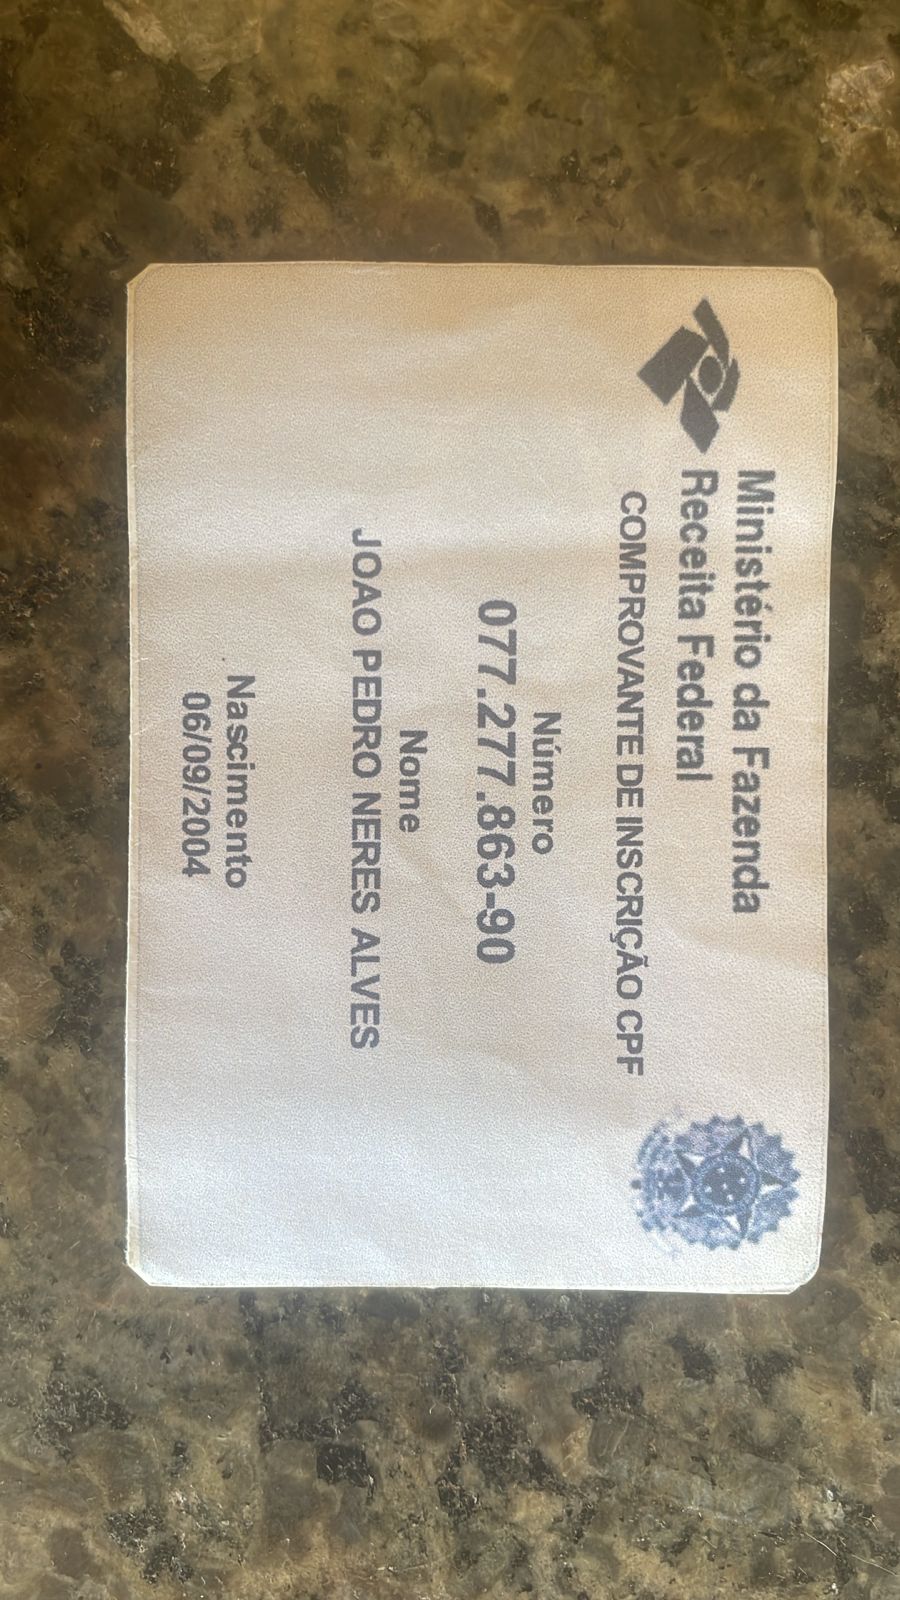 Ministério da Fazenda
Receita Federal
COMPROVANTE DE INSCRIÇÃO CPF
Número
077.277.863-90
Nome
JOAO PEDRO NERES ALVES
Nascimento
06/09/2004